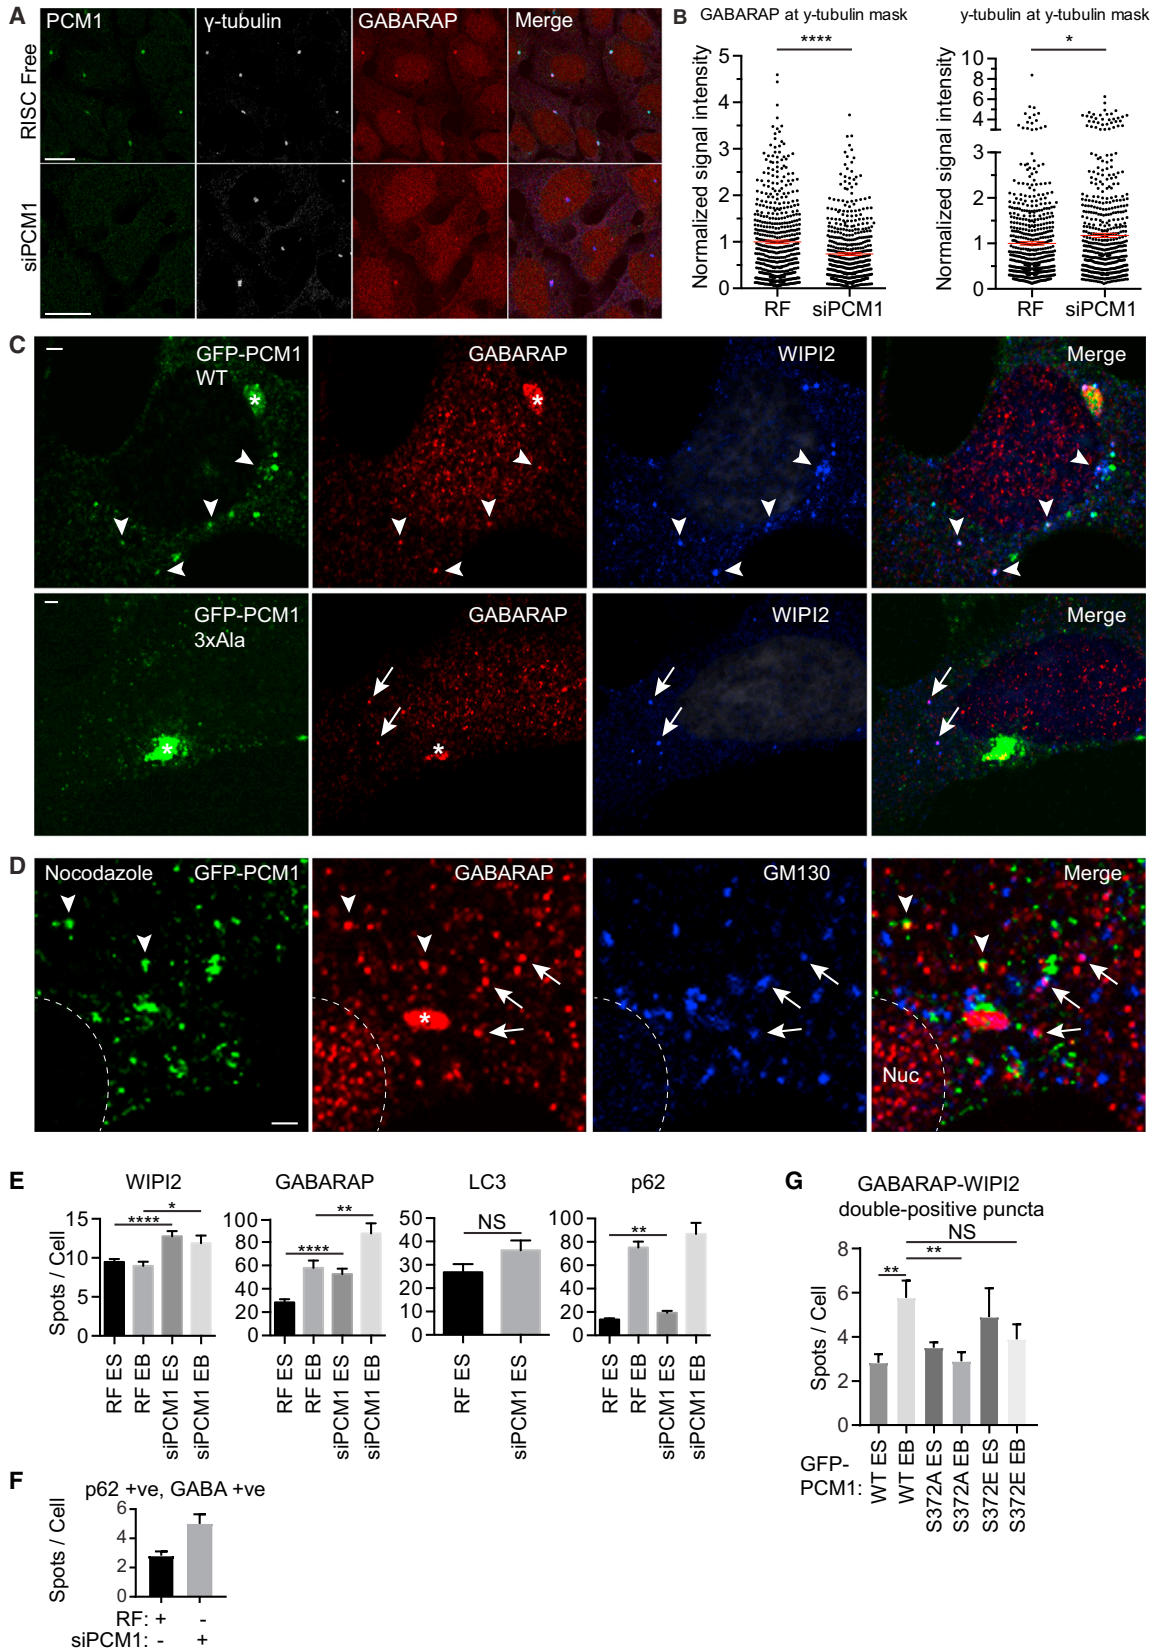 A
PCM1
γ-tubulin
GABARAP
Merge
RISC Free
siPCM1
B
GABARAP at y-tubulin mask
****
Normalized signal intensity
5
4
3
2
1
0
RF
siPCM1
y-tubulin at y-tubulin mask
*
Normalized signal intensity
10
8
6
4
3
2
1
0
RF
siPCM1
C
GFP-PCM1
WT
*
GABARAP
*
WIPI2
Merge
GFP-PCM1
3xAla
*
GABARAP
*
WIPI2
Merge
D
Nocodazole
GFP-PCM1
GABARAP
*
GM130
Merge
Nuc
E
WIPI2
Spots / Cell
15
10
5
0
****
*
RF ES
RF EB
siPCM1 ES
siPCM1 EB
GABARAP
100
80
60
40
20
0
****
**
RF ES
RF EB
siPCM1 ES
siPCM1 EB
LC3
50
40
30
20
10
0
NS
RF ES
siPCM1 ES
p62
100
80
60
40
20
0
**
RF ES
RF EB
siPCM1 ES
siPCM1 EB
F
p62 +ve, GABA +ve
Spots / Cell
6
4
2
0
RF: + -
siPCM1: - +
G
GABARAP-WIPI2
double-positive puncta
Spots / Cell
8
6
4
2
0
NS
**
**
GFP-
PCM1:
WT ES
WT EB
S372A ES
S372A EB
S372E ES
S372E EB